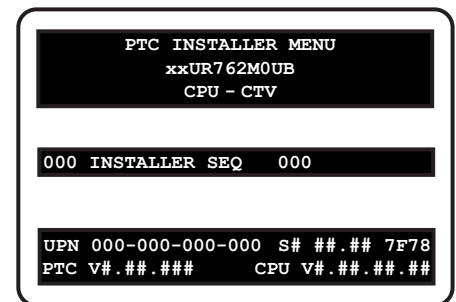 PTC INSTALLER MENU
xxUR762M0UB
CPU – CTV
000 INSTALLER SEQ 000
UPN 000-000-000-000 S# ##.## 7F78
PTC V#.##.### CPU V#.##.##.##